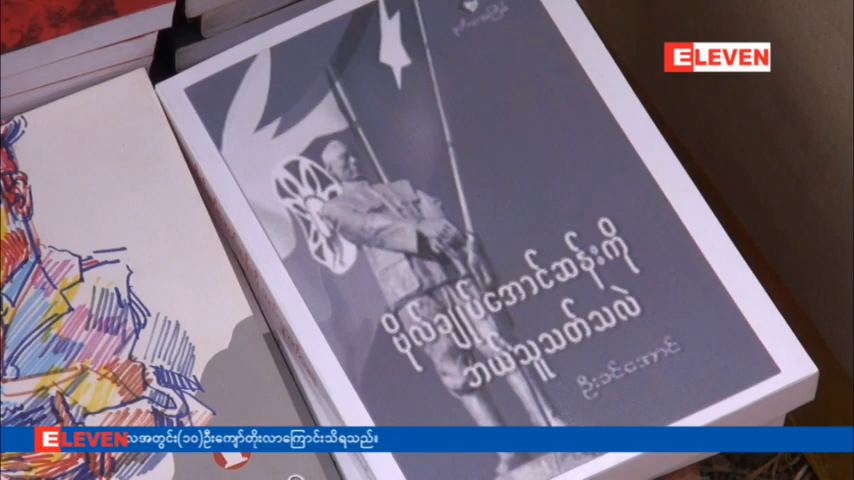 ELEVEN
ဗိုလ်ချုပ်အောင်ဆန်းကို
ဘယ်သူသတ်သလဲ
ဦးခင်အောင်
ELEVEN လအတွင်း(၁၀)ဦးကျော်တိုးလာကြောင်းသိရသည်။